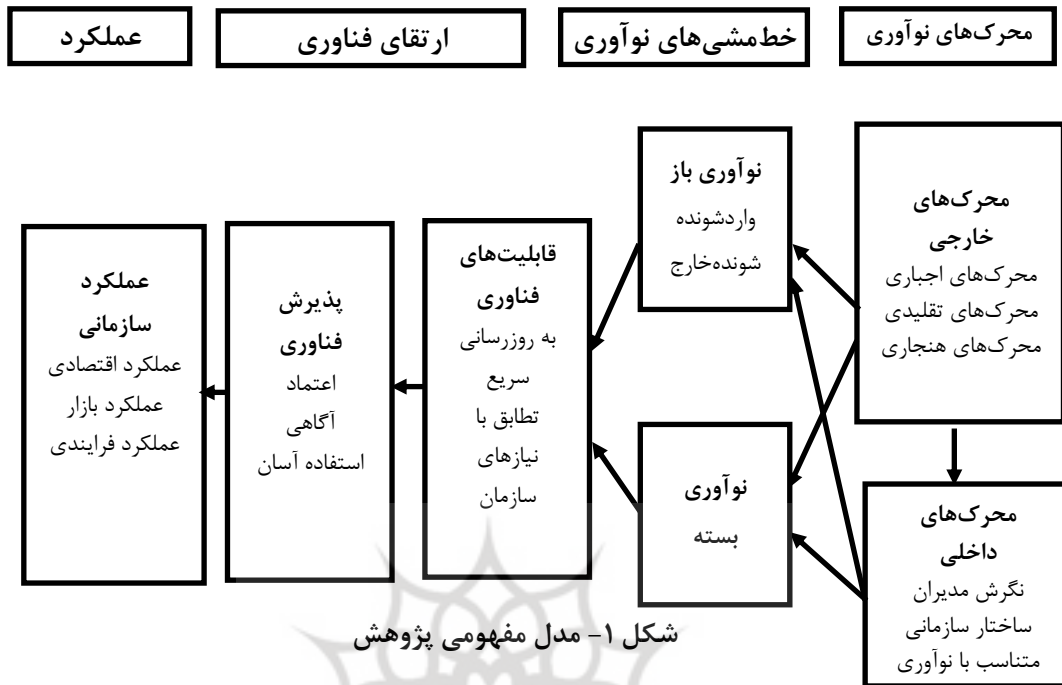 محرک‌های نوآوری
خط‌مشی‌های نوآوری
ارتقای فناوری
عملکرد
محرک‌های
خارجی
محرک‌های اجباری
محرک‌های تقلیدی
محرک‌های هنجاری
محرک‌های
داخلی
نگرش مدیران
ساختار سازمانی
متناسب با نوآوری
نوآوری باز
واردشونده
شونده‌خارج
نوآوری
بسته
قابلیت‌های
فناوری
به روزرسانی
سریع
تطابق با
نیازهای
سازمان
پذیرش
فناوری
اعتماد
آگاهی
استفاده آسان
عملکرد
سازمانی
عملکرد اقتصادی
عملکرد بازار
عملکرد فرایندی
شکل ۱- مدل مفهومی پژوهش